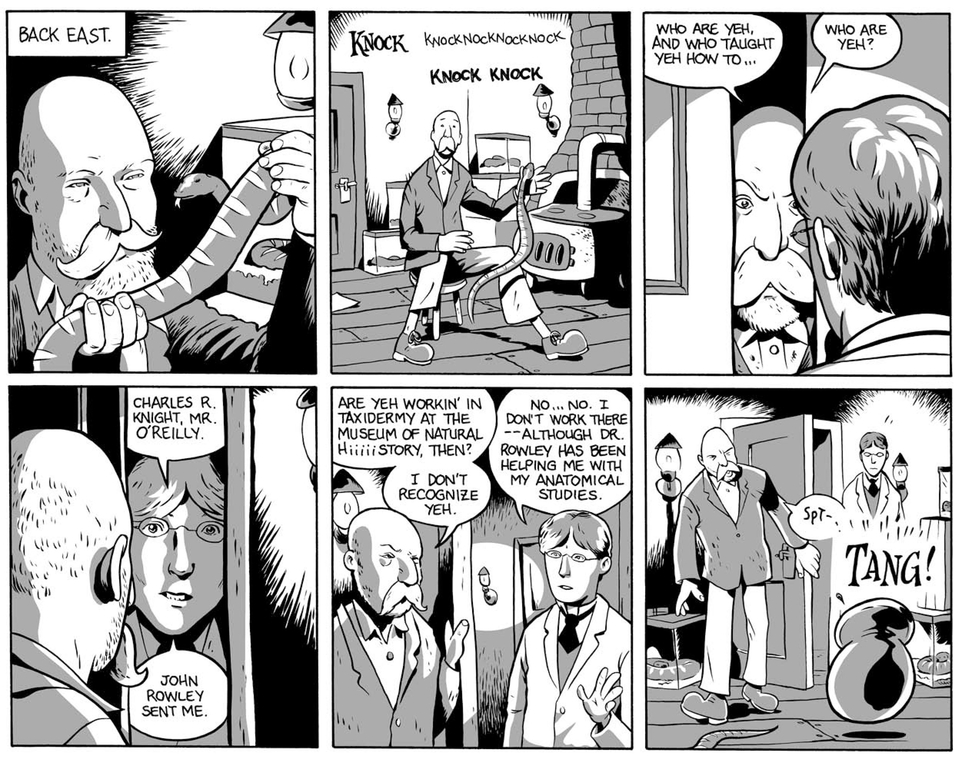 BACK EAST.
KNOCK KNOCKNOCKNOCKNOCK
KNOCK KNOCK
WHO ARE YEH,
AND WHO TAUGHT
YEH HOW TO...
WHO ARE
YEH?
CHARLES R.
KNIGHT, MR.
O'REILLY.
JOHN
ROWLEY
SENT ME.
ARE YEH WORKIN' IN
TAXIDERMY AT THE
MUSEUM OF NATURAL
HiiiiiSTORY, THEN?
I DON'T
RECOGNIZE
YEH.
NO... NO. I
DON'T WORK THERE
--ALTHOUGH DR.
ROWLEY HAS BEEN
HELPING ME WITH
MY ANATOMICAL
STUDIES.
SPT-
TANG!